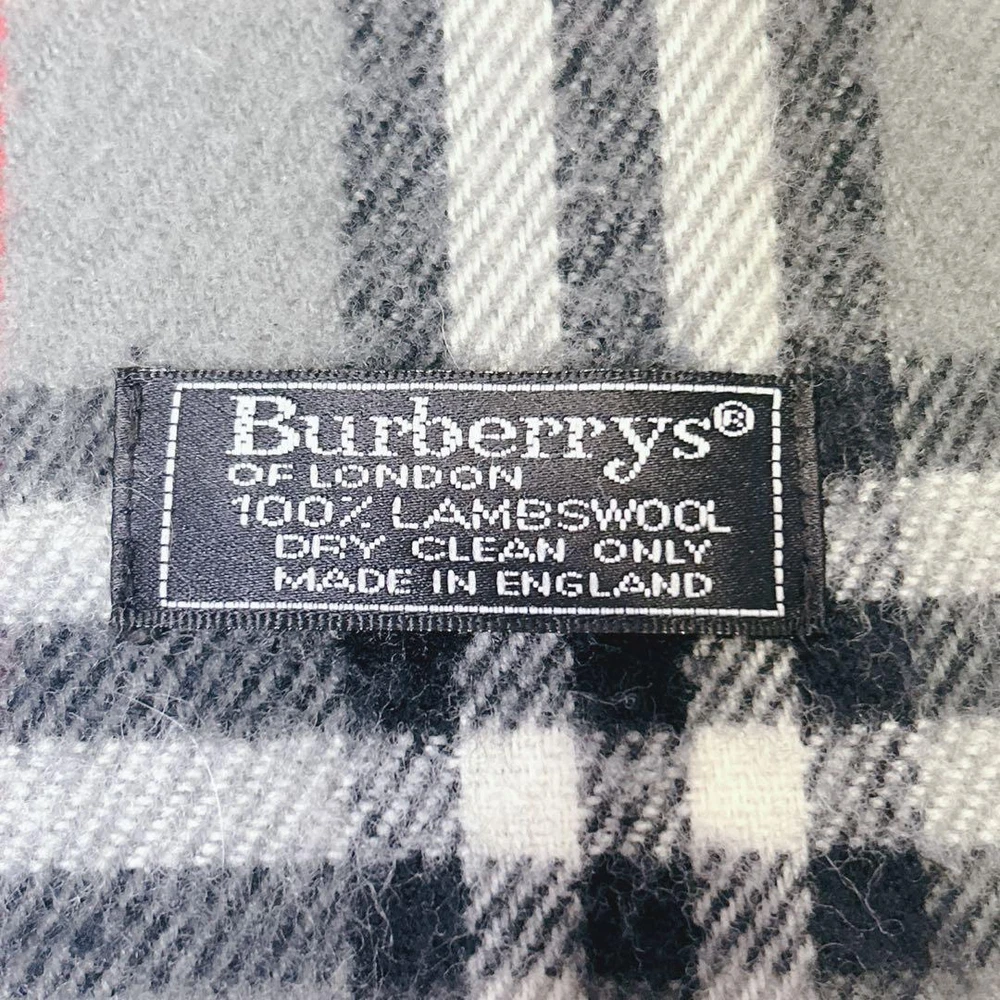 Burberrys®
OF LONDON
100% LAMBSWOOL
DRY CLEAN ONLY
MADE IN ENGLAND